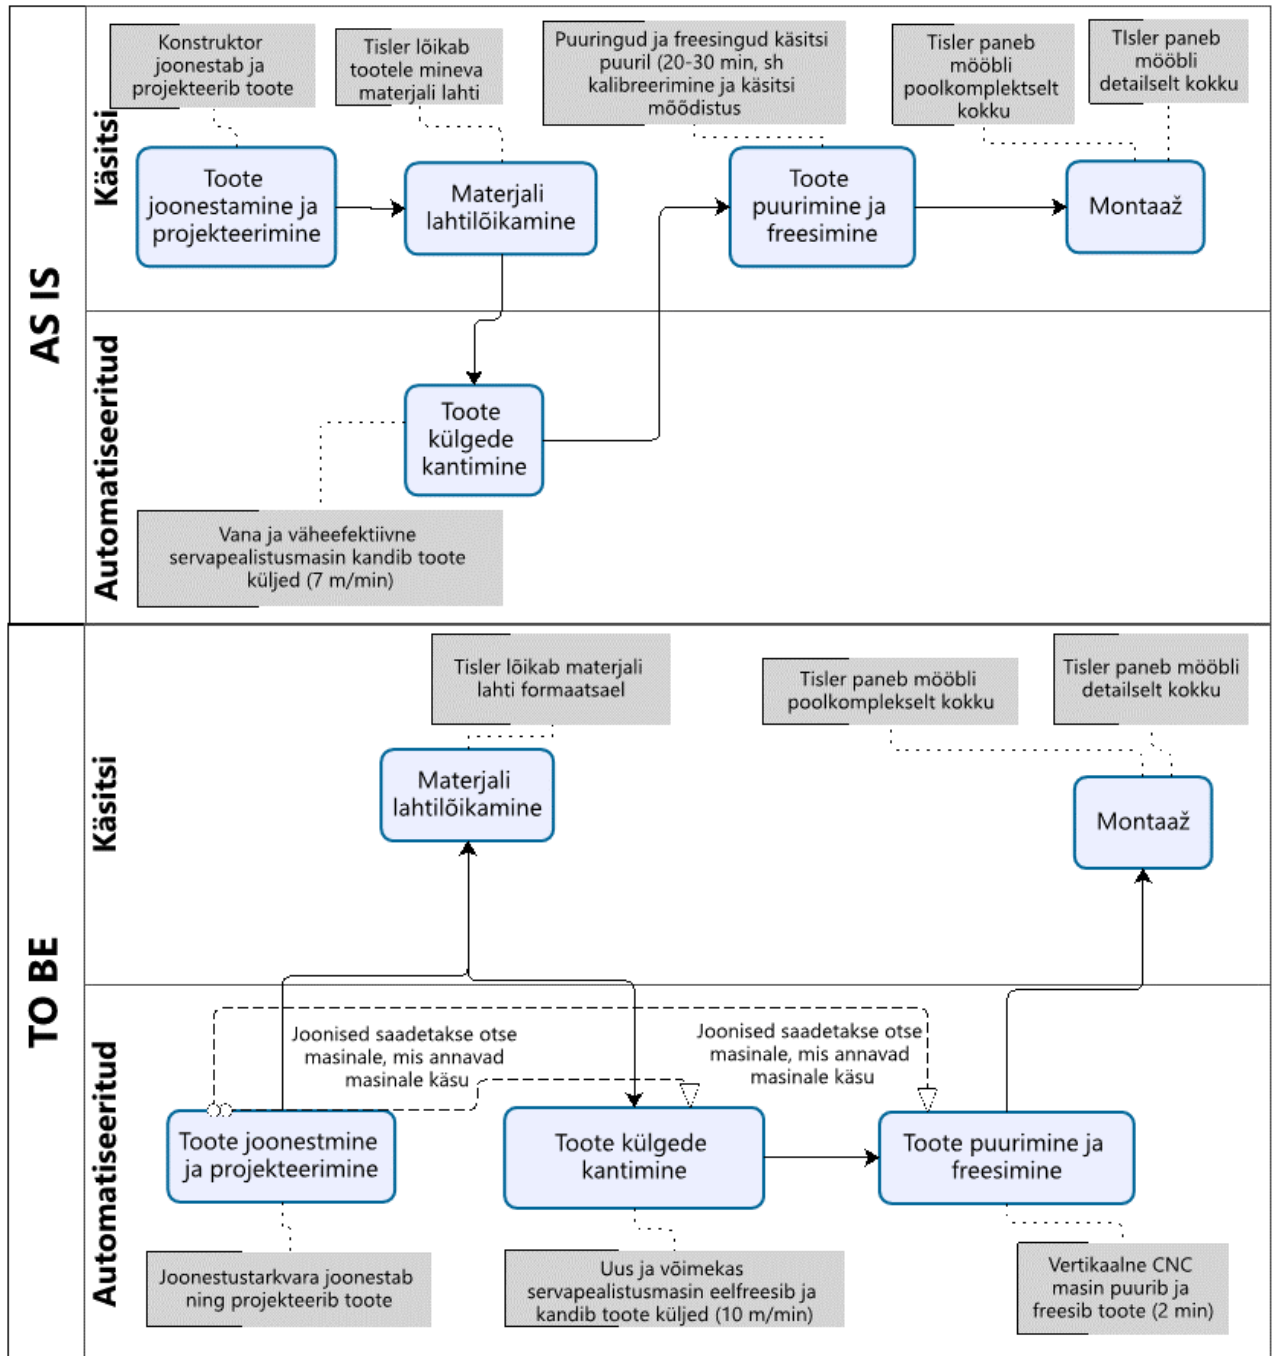 AS IS
Käsitsi
Konstruktor
joonestab ja
projekteerib toote
Tisler lõikab
tootele mineva
materjali lahti
Puuringud ja freesingud käsitsi
puuril (20-30 min, sh
kalibreerimine ja käsitsi
mõõdistus
Tisler paneb
mööbli
poolkomplektselt
kokku
TIsler paneb
mööbli
detailselt kokku
Toote
joonestamine ja
projekteerimine
Materjali
lahtilõikamine
Toote
puurimine ja
freesimine
Montaaž
Automatiseeritud
Toote
külgede
kantimine
Vana ja väheefektiivne
servapealistusmasin kandib toote
küljed (7 m/min)
TO BE
Käsitsi
Tisler lõikab materjali
lahti formaatsael
Tisler paneb mööbli
poolkomplekselt kokku
Tisler paneb mööbli
detailselt kokku
Materjali
lahtilõikamine
Montaaž
Automatiseeritud
Joonised saadetakse otse
masinale, mis annavad
masinale käsu
Joonised saadetakse otse
masinale, mis annavad
masinale käsu
Toote joonestmine
ja projekteerimine
Toote külgede
kantimine
Toote puurimine ja
freesimine
Joonestustarkvara joonestab
ning projekteerib toote
Uus ja võimekas
servapealistusmasin eelfreesib ja
kandib toote küljed (10 m/min)
Vertikaalne CNC
masin puurib ja
freesib toote (2 min)